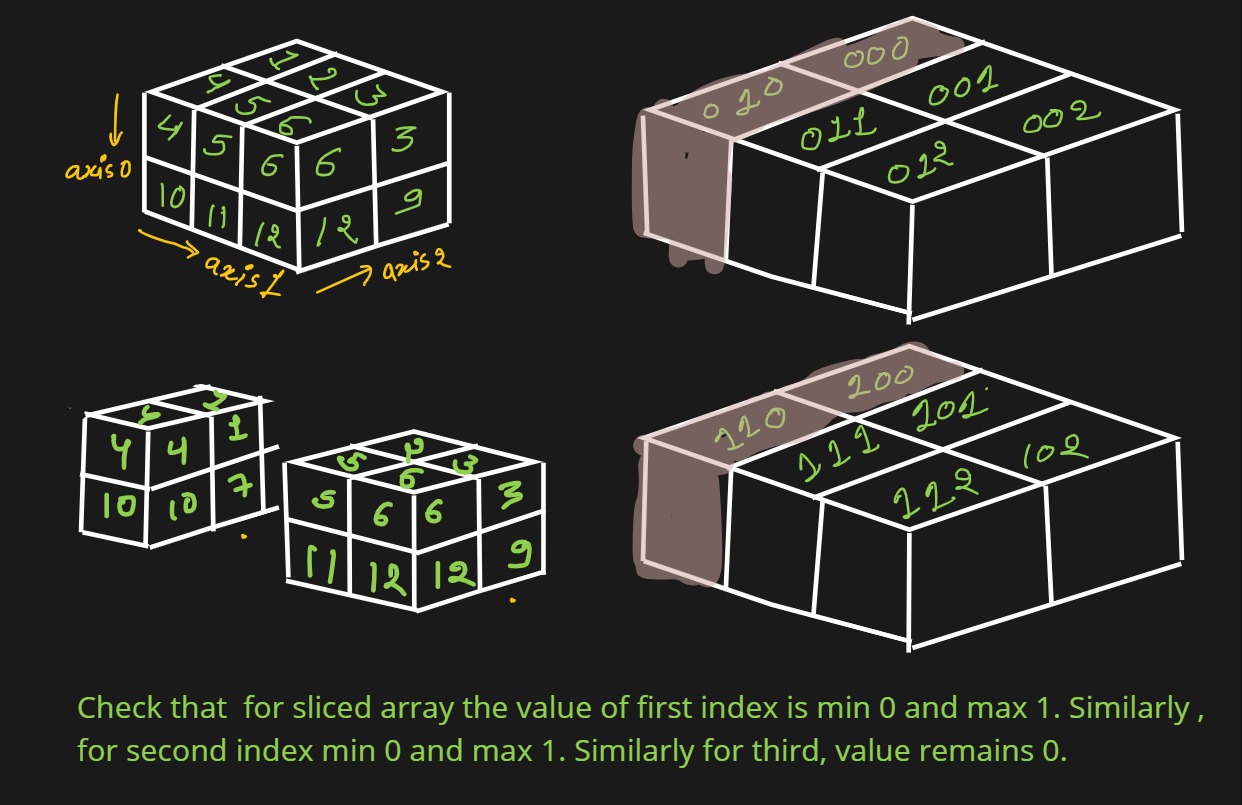 1
4 2
5 3
6
4 5 6 6 3
axis 0
10 11 12 12 9
axis 1
axis 2
000
010 001
011 002
012
4 1
4 4 1
10 10 7
2
5 3
6
5 6 6 3
11 12 12 9
200
110 101
111 102
112
Check that for sliced array the value of first index is min 0 and max 1. Similarly ,
for second index min 0 and max 1. Similarly for third, value remains 0.